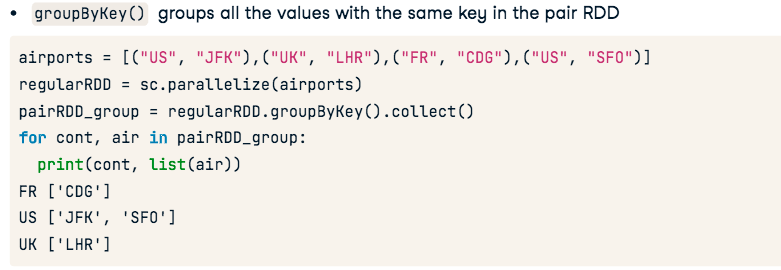 • groupByKey() groups all the values with the same key in the pair RDD
airports = [("US", "JFK"),("UK", "LHR"),("FR", "CDG"),("US", "SFO")]
regularRDD = sc.parallelize(airports)
pairRDD_group = regularRDD.groupByKey().collect()
for cont, air in pairRDD_group:
  print(cont, list(air))
FR ['CDG']
US ['JFK', 'SFO']
UK ['LHR']